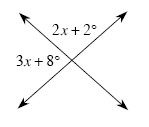 2x + 2°
3x + 8°